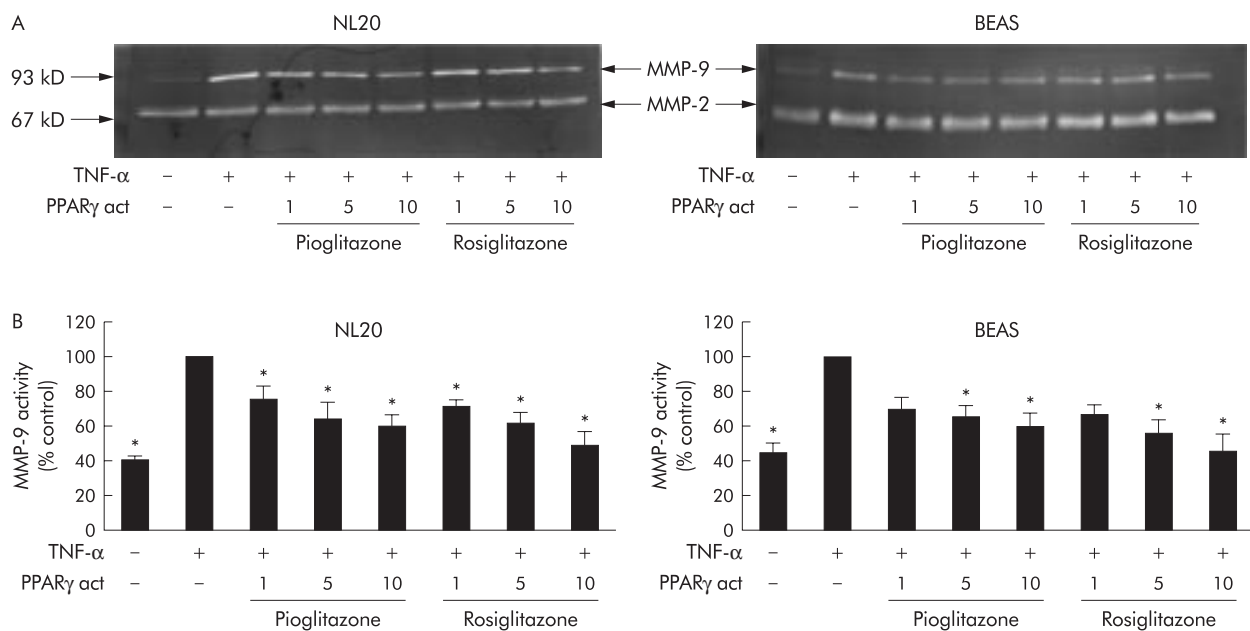 A
NL20
BEAS
93 kD
MMP-9
67 kD
MMP-2
TNF-α – + + + + + + +
PPARγ act – – 1 5 10 1 5 10
Pioglitazone Rosiglitazone
TNF-α – + + + + + + +
PPARγ act – – 1 5 10 1 5 10
Pioglitazone Rosiglitazone
B
NL20
MMP-9 activity
(% control)
120
100
80
60
40
20
0
* * * * * * *
TNF-α – + + + + + + +
PPARγ act – – 1 5 10 1 5 10
Pioglitazone Rosiglitazone
BEAS
MMP-9 activity
(% control)
120
100
80
60
40
20
0
* * * * *
TNF-α – + + + + + + +
PPARγ act – – 1 5 10 1 5 10
Pioglitazone Rosiglitazone